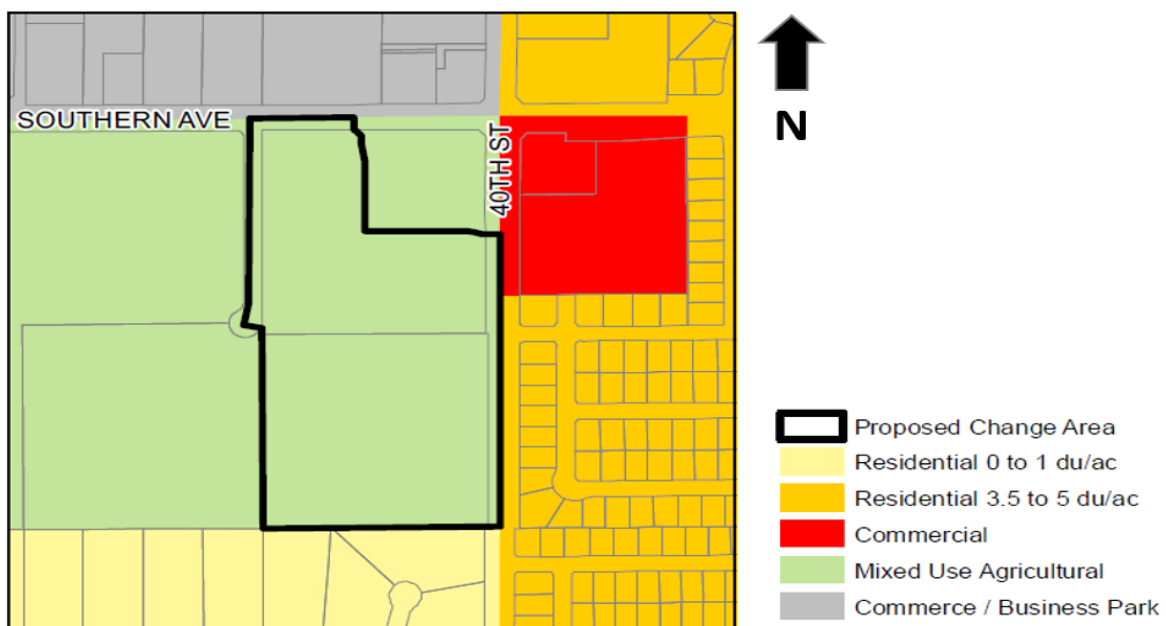 SOUTHERN AVE
40TH ST
N
Proposed Change Area
Residential 0 to 1 du/ac
Residential 3.5 to 5 du/ac
Commercial
Mixed Use Agricultural
Commerce / Business Park